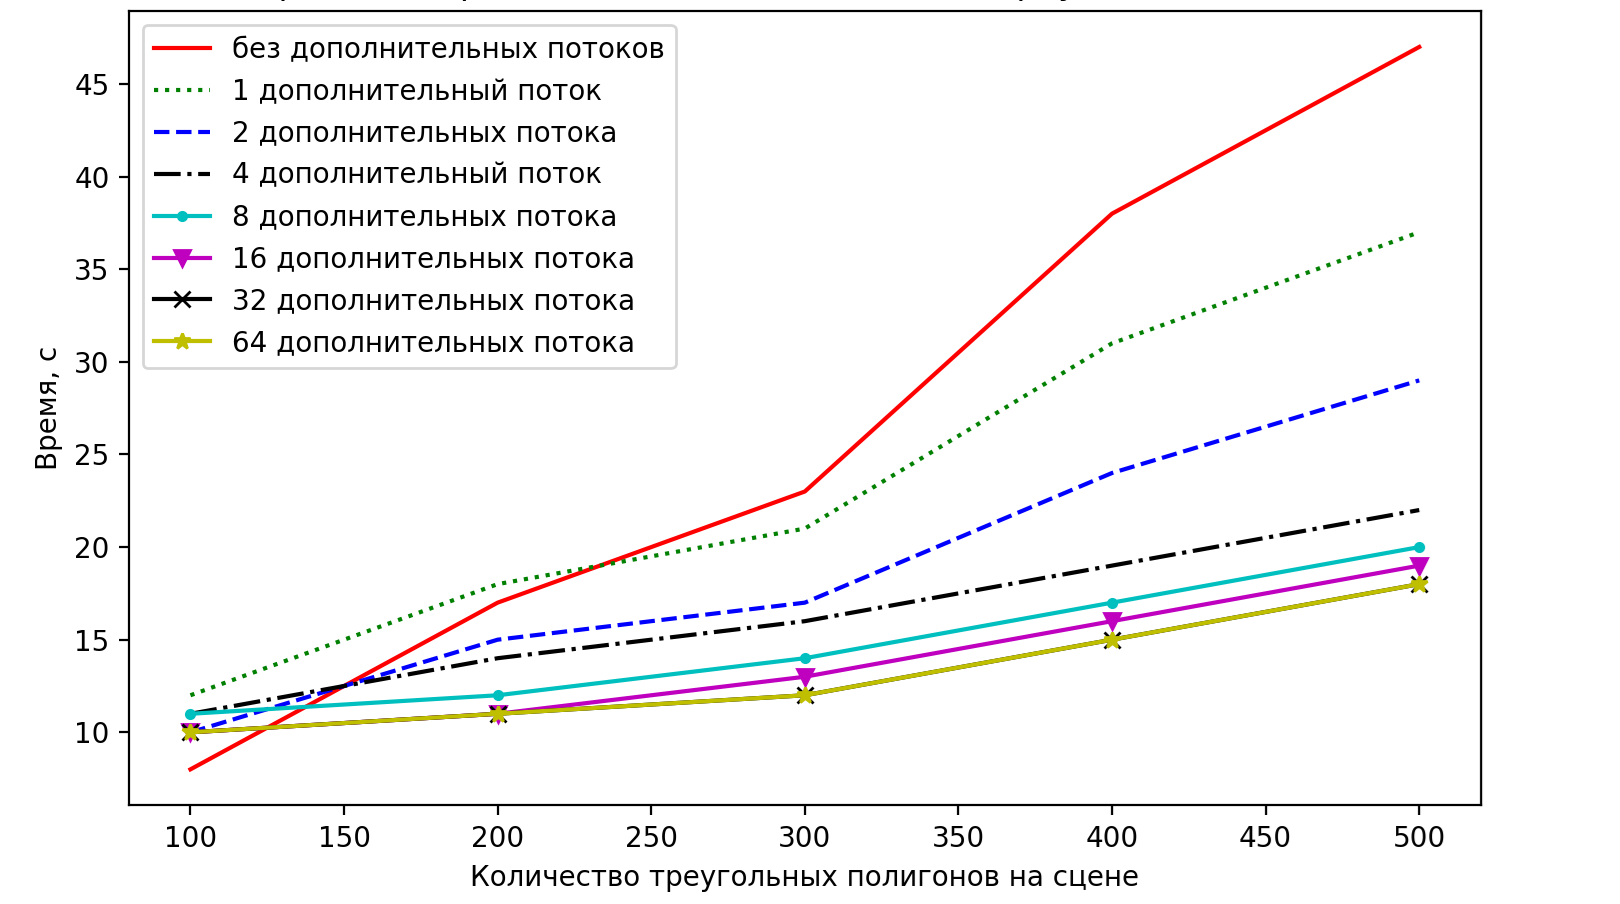 без дополнительных потоков
1 дополнительный поток
2 дополнительных потока
4 дополнительный поток
8 дополнительных потока
16 дополнительных потока
32 дополнительных потока
64 дополнительных потока
45
40
35
30
25
20
15
10
Время, с
100 150 200 250 300 350 400 450 500
Количество треугольных полигонов на сцене